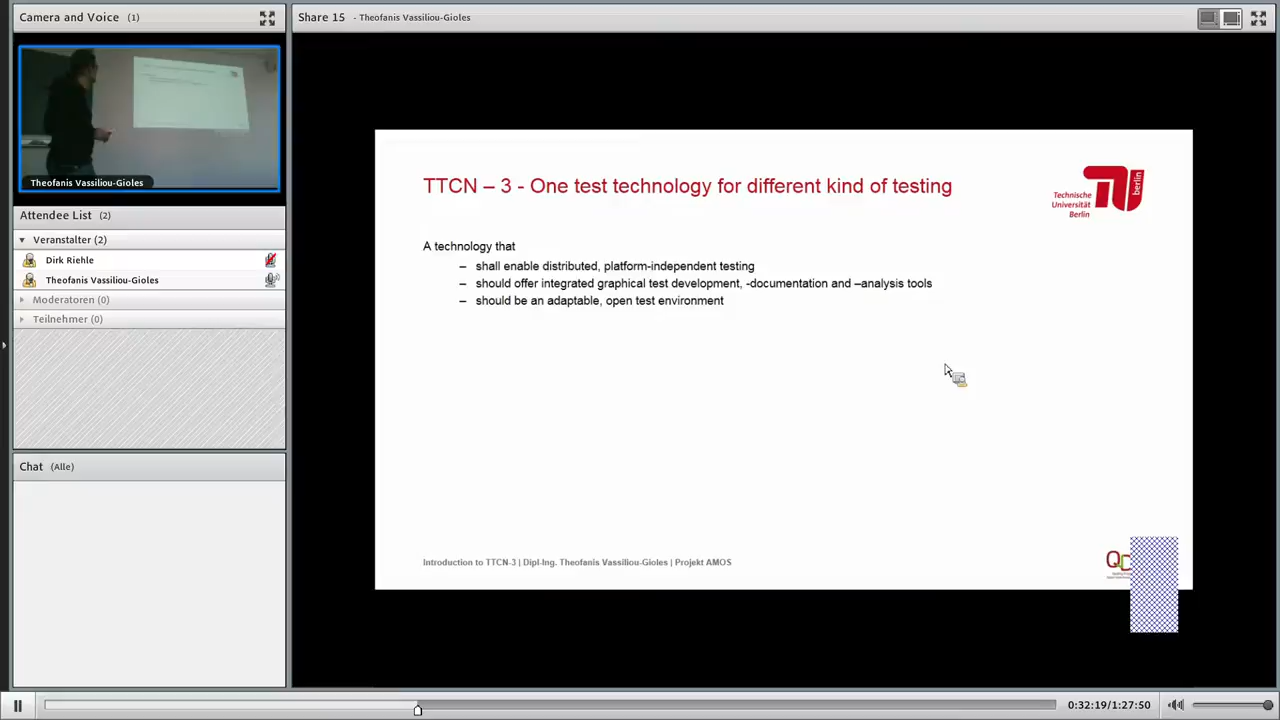 Camera and Voice (1)
Theofanis Vassiliou-Gioles
Attendee List (2)
Veranstalter (2)
Dirk Riehle
Theofanis Vassiliou-Gioles
Moderatoren (0)
Teilnehmer (0)
Chat (Alle)
Share 15 - Theofanis Vassiliou-Gioles
TTCN – 3 - One test technology for different kind of testing
Technische
Universität
Berlin
berlin
A technology that
– shall enable distributed, platform-independent testing
– should offer integrated graphical test development, -documentation and –analysis tools
– should be an adaptable, open test environment
Introduction to TTCN-3 | Dipl-Ing. Theofanis Vassiliou-Gioles | Projekt AMOS
0:32:19/1:27:50